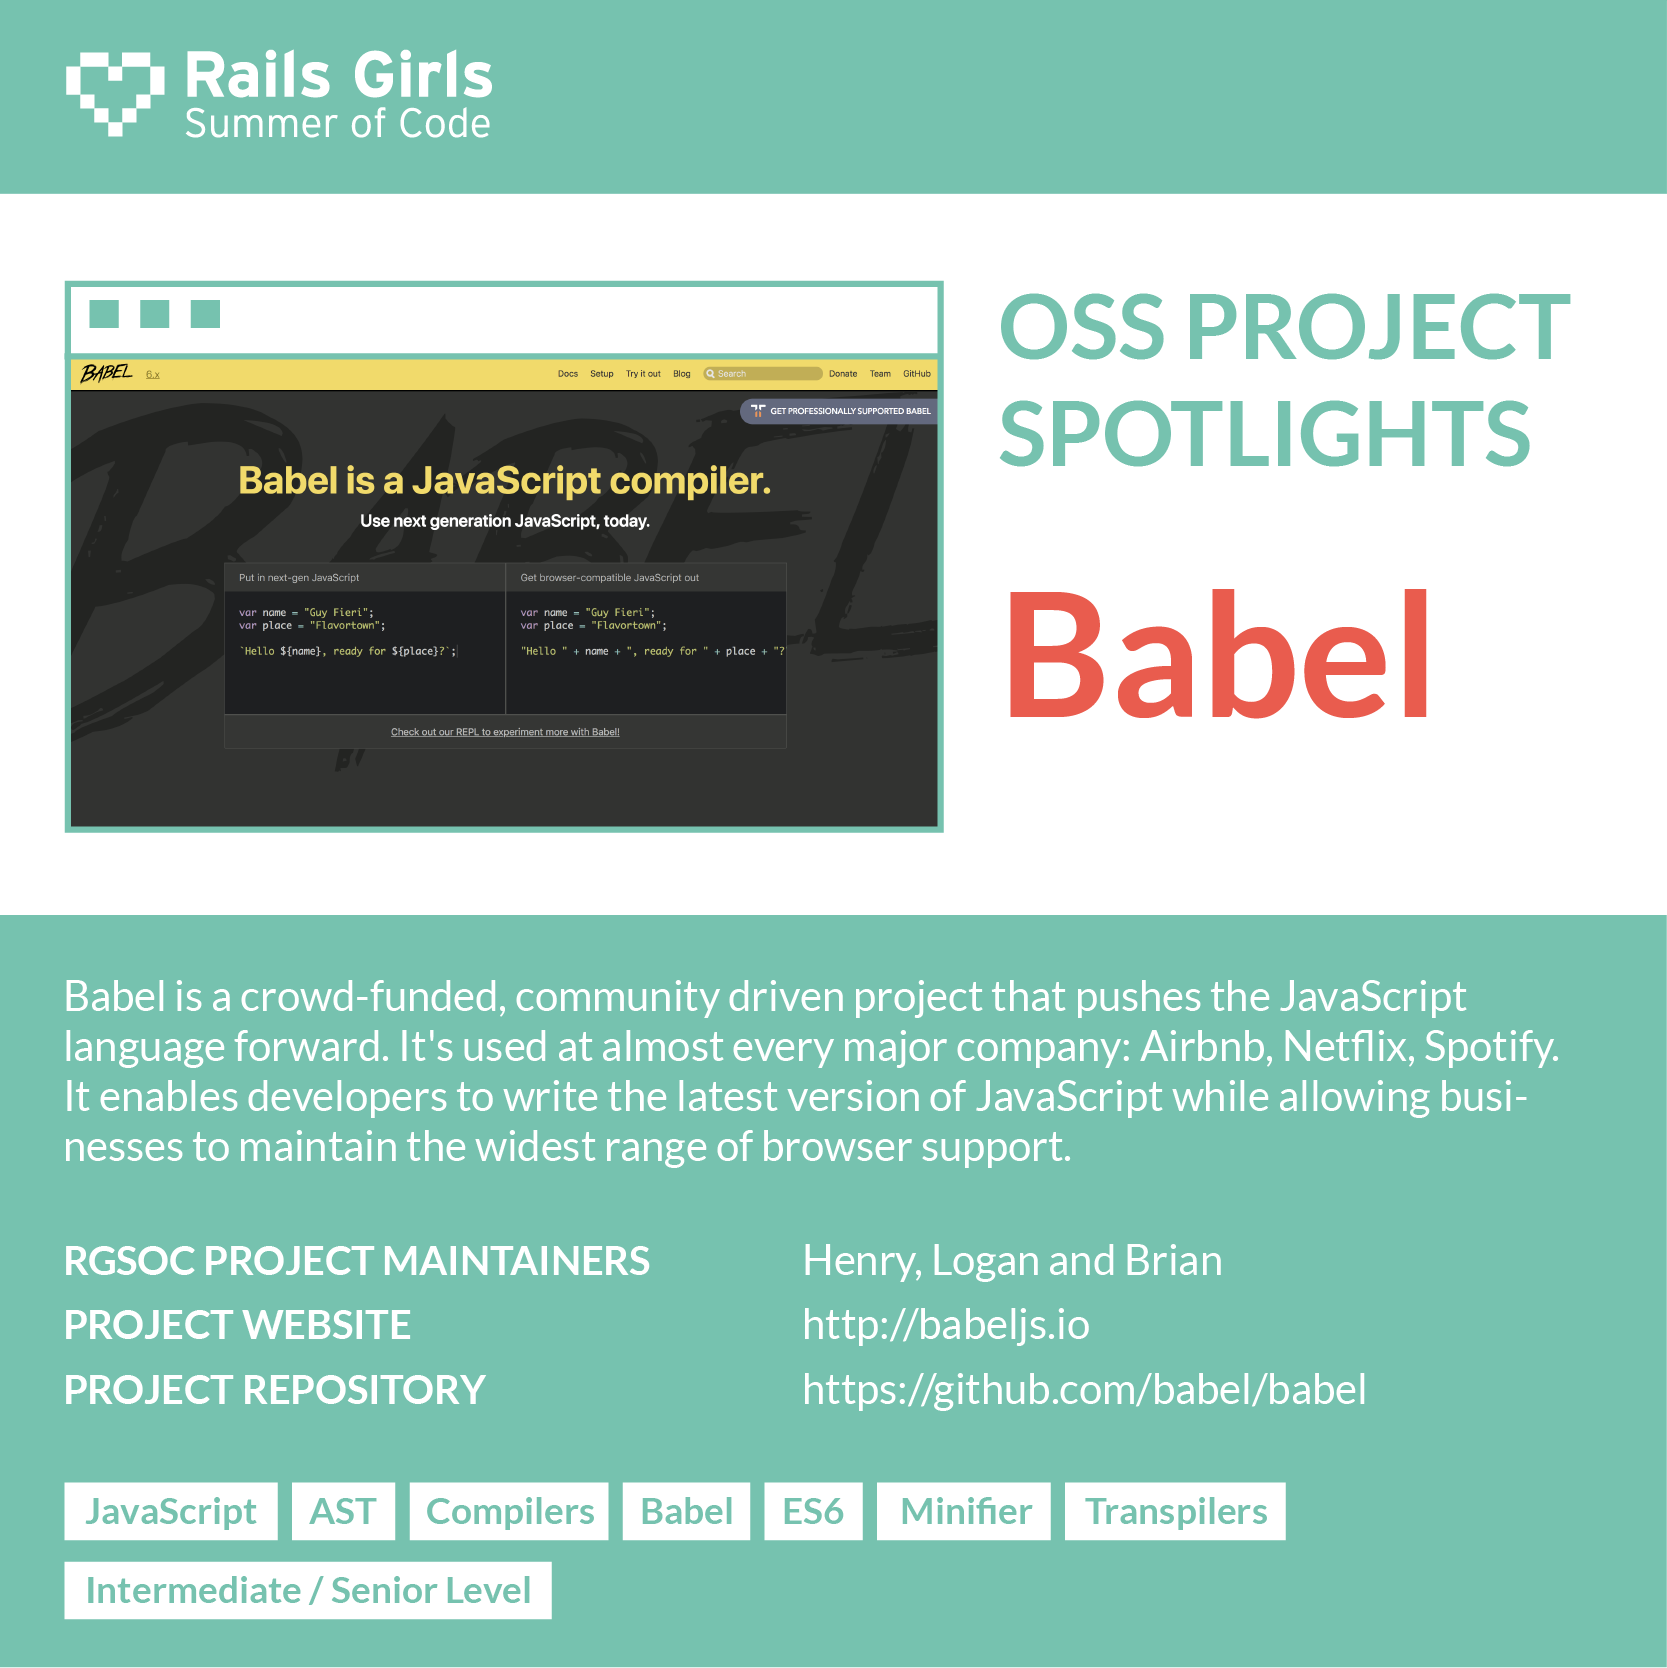 Rails Girls
Summer of Code
OSS PROJECT
SPOTLIGHTS
Babel
BABEL 6.x Docs Setup Try it out Blog Search Donate Team GitHub
GET PROFESSIONALLY SUPPORTED BABEL
BABEL
Babel is a JavaScript compiler.
Use next generation JavaScript, today.
Put in next-gen JavaScript
var name = "Guy Fieri";
var place = "Flavortown";
`Hello ${name}, ready for ${place}?`;
Get browser-compatible JavaScript out
var name = "Guy Fieri";
var place = "Flavortown";
"Hello " + name + ", ready for " + place + "?
Check out our REPL to experiment more with Babel!
Babel is a crowd-funded, community driven project that pushes the JavaScript
language forward. It's used at almost every major company: Airbnb, Netflix, Spotify.
It enables developers to write the latest version of JavaScript while allowing busi-
nesses to maintain the widest range of browser support.
RGSOC PROJECT MAINTAINERS Henry, Logan and Brian
PROJECT WEBSITE http://babeljs.io
PROJECT REPOSITORY https://github.com/babel/babel
JavaScript AST Compilers Babel ES6 Minifier Transpilers
Intermediate / Senior Level